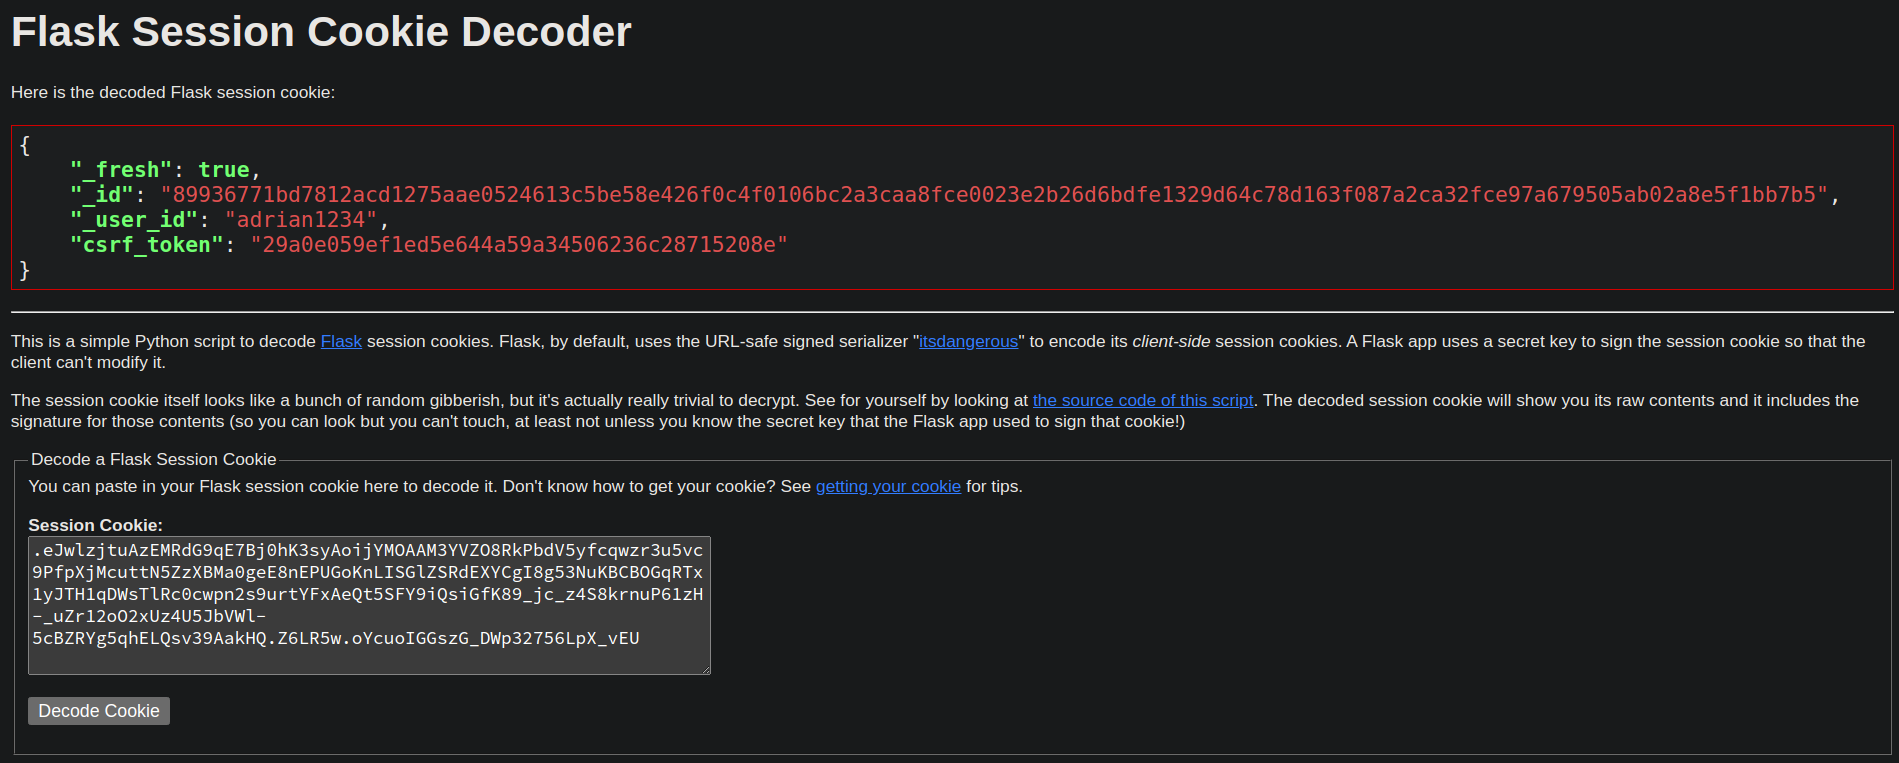 Flask Session Cookie Decoder
Here is the decoded Flask session cookie:
{
    "_fresh": true,
    "_id": "89936771bd7812acd1275aae0524613c5be58e426f0c4f0106bc2a3caa8fce0023e2b26d6bdfe1329d64c78d163f087a2ca32fce97a679505ab02a8e5f1bb7b5",
    "_user_id": "adrian1234",
    "csrf_token": "29a0e059ef1ed5e644a59a34506236c28715208e"
}
This is a simple Python script to decode Flask session cookies. Flask, by default, uses the URL-safe signed serializer "itsdangerous" to encode its client-side session cookies. A Flask app uses a secret key to sign the session cookie so that the
client can't modify it.
The session cookie itself looks like a bunch of random gibberish, but it's actually really trivial to decrypt. See for yourself by looking at the source code of this script. The decoded session cookie will show you its raw contents and it includes the
signature for those contents (so you can look but you can't touch, at least not unless you know the secret key that the Flask app used to sign that cookie!)
Decode a Flask Session Cookie
You can paste in your Flask session cookie here to decode it. Don't know how to get your cookie? See getting your cookie for tips.
Session Cookie:
.eJwlzjtuAzEMRdG9qE7Bj0hK3syAoijYMOAAM3YVZO8RkPbdV5yfcqwzr3u5vc
9PfpXjMcuttN5ZzXBMa0geE8nEPUGoKnLISGlZSRdEXYCgI8g53NuKBCBOGqRTx
1yJTH1qDWsTlRc0cwpn2s9urtYFxAeQt5SFY9iQsiGfK89_jc_z4S8krnuP61zH
-_uZr12oO2xUz4U5JbVWl-
5cBZRYg5qhELQsv39AakHQ.Z6LR5w.oYcuoIGGszG_DWp32756LpX_vEU
Decode Cookie